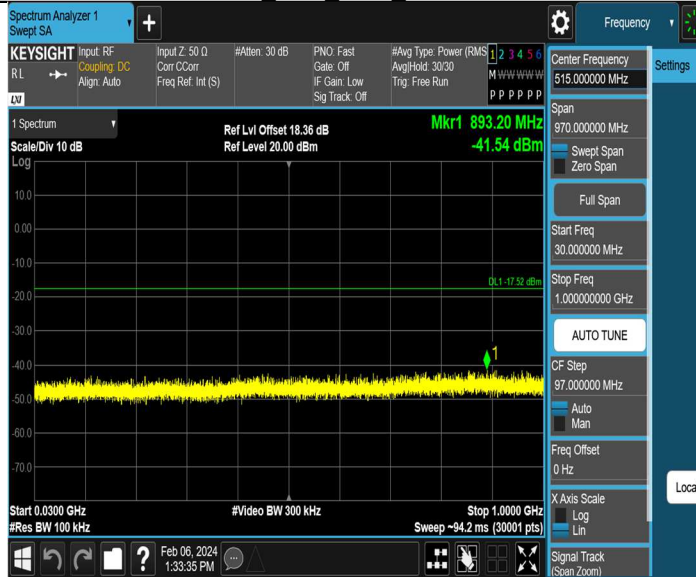 Spectrum Analyzer 1
Swept SA
+
Frequency
KEYSIGHT
RL
LXI
Input: RF
Coupling: DC
Align: Auto
Input Z: 50 Ω
Corr CCorr
Freq Ref: Int (S)
#Atten: 30 dB
PNO: Fast
Gate: Off
IF Gain: Low
Sig Track: Off
#Avg Type: Power (RMS
Avg|Hold: 30/30
Trig: Free Run
1 2 3 4 5 6
M W W W W W
P P P P P P
1 Spectrum
Scale/Div 10 dB
Ref Lvl Offset 18.36 dB
Ref Level 20.00 dBm
Mkr1 893.20 MHz
-41.54 dBm
Log
10.0
0.00
-10.0
-20.0
-30.0
-40.0
-50.0
-60.0
-70.0
DL1 -17.52 dBm
1
Start 0.0300 GHz
#Res BW 100 kHz
#Video BW 300 kHz
Stop 1.0000 GHz
Sweep ~94.2 ms (30001 pts)
?
Feb 06, 2024
1:33:35 PM
Center Frequency
515.000000 MHz
Settings
Span
970.000000 MHz
Swept Span
Zero Span
Full Span
Start Freq
30.000000 MHz
Stop Freq
1.000000000 GHz
AUTO TUNE
CF Step
97.000000 MHz
Auto
Man
Freq Offset
0 Hz
Loca
X Axis Scale
Log
Lin
Signal Track
(Span Zoom)